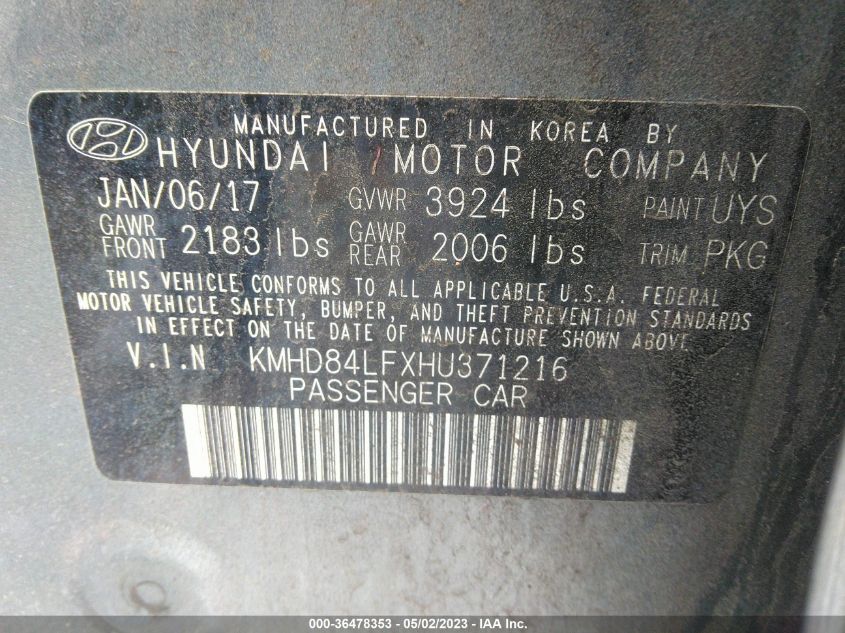 MANUFACTURED IN KOREA BY
HYUNDAI MOTOR COMPANY
JAN/06/17 GVWR 3924 lbs PAINT UYS
GAWR FRONT 2183 lbs GAWR REAR 2006 lbs TRIM PKG
THIS VEHICLE CONFORMS TO ALL APPLICABLE U.S.A. FEDERAL
MOTOR VEHICLE SAFETY, BUMPER, AND THEFT PREVENTION STANDARDS
IN EFFECT ON THE DATE OF MANUFACTURE SHOWN ABOVE.
V.I.N KMHD84LFXHU371216
PASSENGER CAR
000-36478353 - 05/02/2023 - IMPACT AUCTIONS INC.